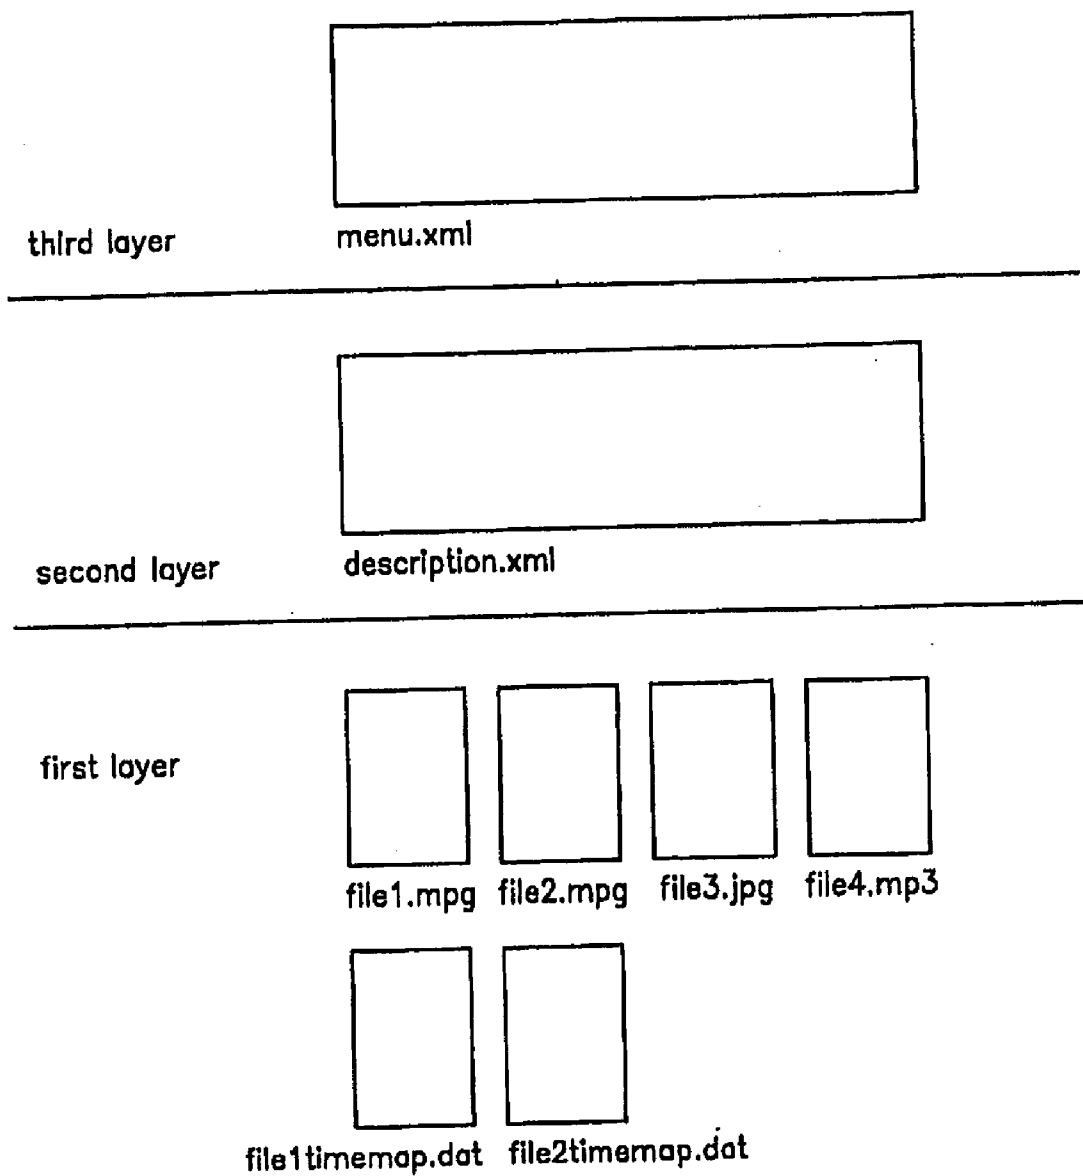 third layer
menu.xml
second layer
description.xml
first layer
file1.mpg file2.mpg file3.jpg file4.mp3
file1timemap.dat file2timemap.dat